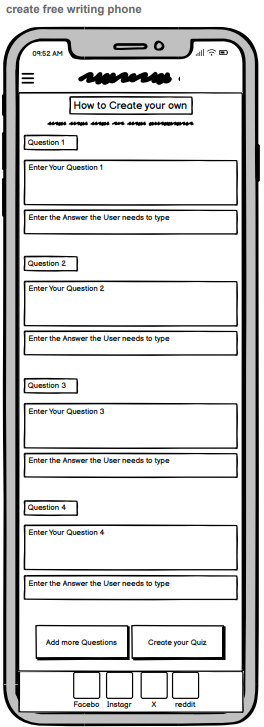 create free writing phone
09:52 AM
How to Create your own
Question 1
Enter Your Question 1
Enter the Answer the User needs to type
Question 2
Enter Your Question 2
Enter the Answer the User needs to type
Question 3
Enter Your Question 3
Enter the Answer the User needs to type
Question 4
Enter Your Question 4
Enter the Answer the User needs to type
Add more Questions Create your Quiz
Facebo Instagr X reddit